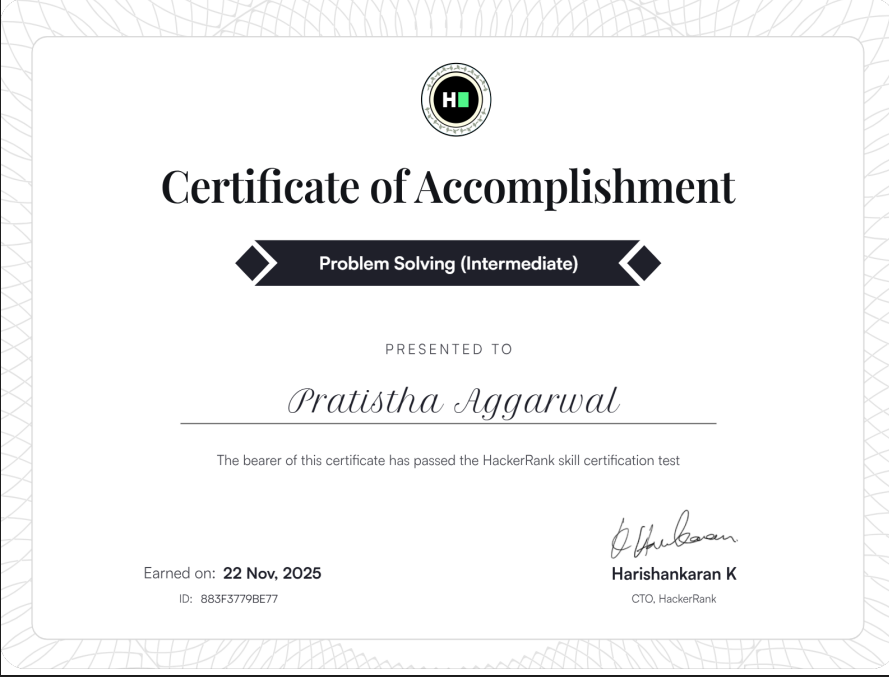 H
Certificate of Accomplishment
Problem Solving (Intermediate)
PRESENTED TO
Pratistha Aggarwal
The bearer of this certificate has passed the HackerRank skill certification test
Earned on: 22 Nov, 2025
ID: 883F3779BE77
Harishankaran K
CTO, HackerRank